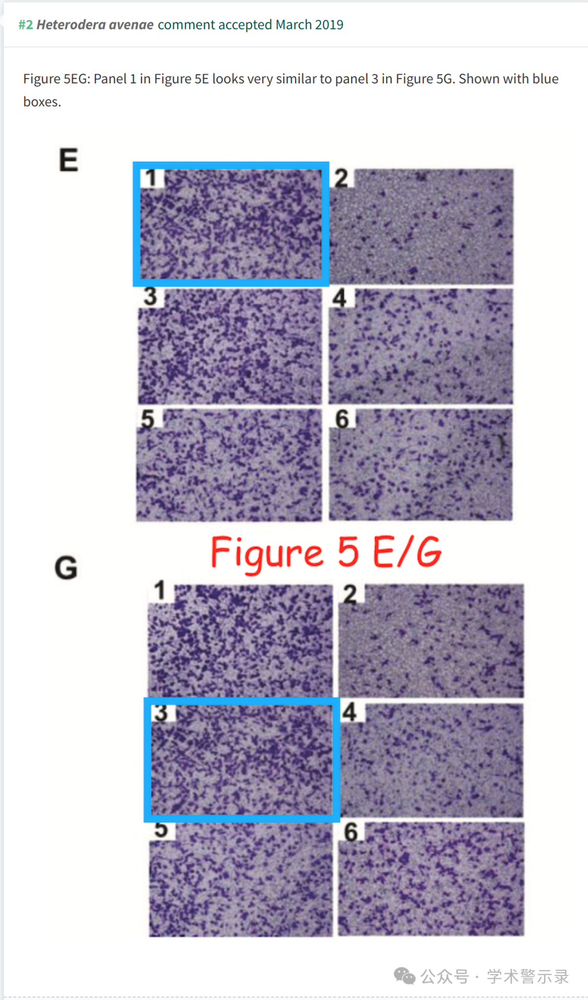 #2 Heterodera avenae comment accepted March 2019
Figure 5EG: Panel 1 in Figure 5E looks very similar to panel 3 in Figure 5G. Shown with blue
boxes.
E
1
2
3
4
5
6
Figure 5 E/G
G
1
2
3
4
5
6
公众号 · 学术警示录